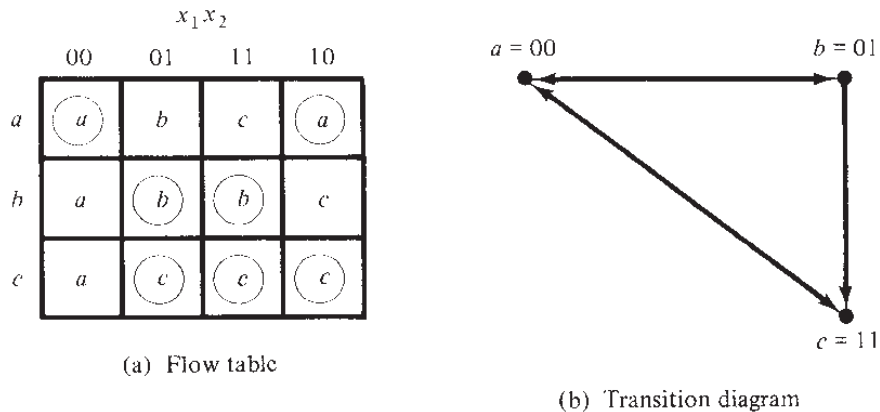 x₁x₂
00 01 11 10
a a b c a
b a b b c
c a c c c
(a) Flow table
a = 00
b = 01
c = 11
(b) Transition diagram